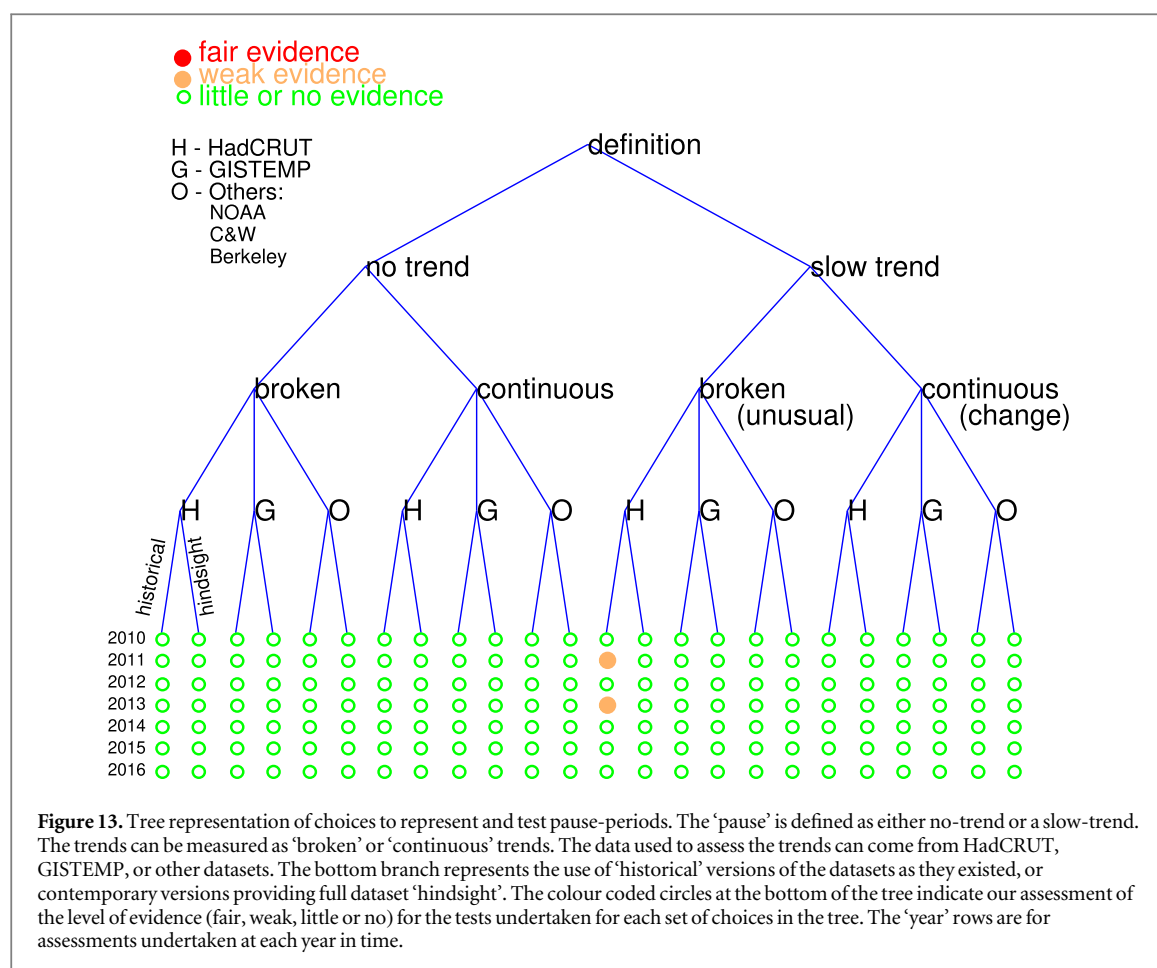 fair evidence
weak evidence
little or no evidence
H - HadCRUT
G - GISTEMP
O - Others:
NOAA
C&W
Berkeley
definition
no trend
slow trend
broken
continuous
broken
(unusual)
continuous
(change)
H G O H G O H G O H G O
historical
hindsight
2010
2011
2012
2013
2014
2015
2016
Figure 13. Tree representation of choices to represent and test pause-periods. The ‘pause’ is defined as either no-trend or a slow-trend.
The trends can be measured as ‘broken’ or ‘continuous’ trends. The data used to assess the trends can come from HadCRUT,
GISTEMP, or other datasets. The bottom branch represents the use of ‘historical’ versions of the datasets as they existed, or
contemporary versions providing full dataset ‘hindsight’. The colour coded circles at the bottom of the tree indicate our assessment of
the level of evidence (fair, weak, little or no) for the tests undertaken for each set of choices in the tree. The ‘year’ rows are for
assessments undertaken at each year in time.